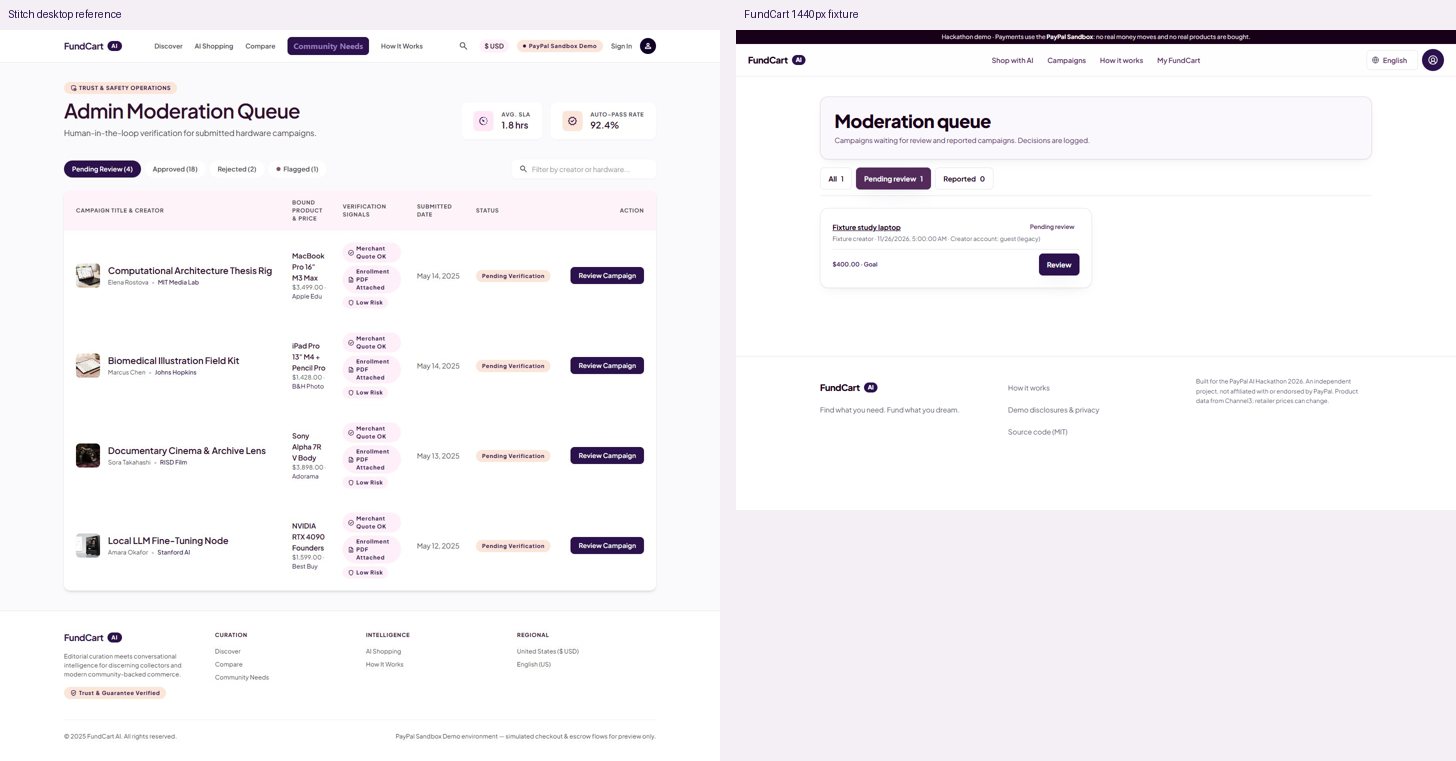 Stitch desktop reference
FundCart AI
Discover
AI Shopping
Compare
Community Needs
How It Works
$ USD
PayPal Sandbox Demo
Sign In
TRUST & SAFETY OPERATIONS
Admin Moderation Queue
Human-in-the-loop verification for submitted hardware campaigns.
AVG. SLA
1.8 hrs
AUTO-PASS RATE
92.4%
Pending Review (4)
Approved (18)
Rejected (2)
Flagged (1)
Filter by creator or hardware...
CAMPAIGN TITLE & CREATOR
BOUND
PRODUCT
& PRICE
VERIFICATION
SIGNALS
SUBMITTED
DATE
STATUS
ACTION
Computational Architecture Thesis Rig
Elena Rostova • MIT Media Lab
MacBook
Pro 16"
M3 Max
$3,499.00 ·
Apple Edu
Merchant
Quote OK
Enrollment
PDF
Attached
Low Risk
May 14, 2025
Pending Verification
Review Campaign
Biomedical Illustration Field Kit
Marcus Chen • Johns Hopkins
iPad Pro
13" M4 +
Pencil Pro
$1,428.00 ·
B&H Photo
Merchant
Quote OK
Enrollment
PDF
Attached
Low Risk
May 14, 2025
Pending Verification
Review Campaign
Documentary Cinema & Archive Lens
Sora Takahashi • RISD Film
Sony
Alpha 7R
V Body
$3,898.00 ·
Adorama
Merchant
Quote OK
Enrollment
PDF
Attached
Low Risk
May 13, 2025
Pending Verification
Review Campaign
Local LLM Fine-Tuning Node
Amara Okafor • Stanford AI
NVIDIA
RTX 4090
Founders
$1,599.00 ·
Best Buy
Merchant
Quote OK
Enrollment
PDF
Attached
Low Risk
May 12, 2025
Pending Verification
Review Campaign
FundCart AI
Editorial curation meets conversational
intelligence for discerning collectors and
modern community-backed commerce.
Trust & Guarantee Verified
CURATION
Discover
Compare
Community Needs
INTELLIGENCE
AI Shopping
How It Works
REGIONAL
United States ($ USD)
English (US)
© 2025 FundCart AI. All rights reserved.
PayPal Sandbox Demo environment — simulated checkout & escrow flows for preview only.
FundCart 1440px fixture
Hackathon demo · Payments use the PayPal Sandbox: no real money moves and no real products are bought.
FundCart AI
Shop with AI
Campaigns
How it works
My FundCart
English
Moderation queue
Campaigns waiting for review and reported campaigns. Decisions are logged.
All 1
Pending review 1
Reported 0
Fixture study laptop
Pending review
Fixture creator · 11/26/2026, 5:00:00 AM · Creator account: guest (legacy)
$400.00 · Goal
Review
FundCart AI
Find what you need. Fund what you dream.
How it works
Demo disclosures & privacy
Source code (MIT)
Built for the PayPal AI Hackathon 2026. An independent
project, not affiliated with or endorsed by PayPal. Product
data from Channel3; retailer prices can change.